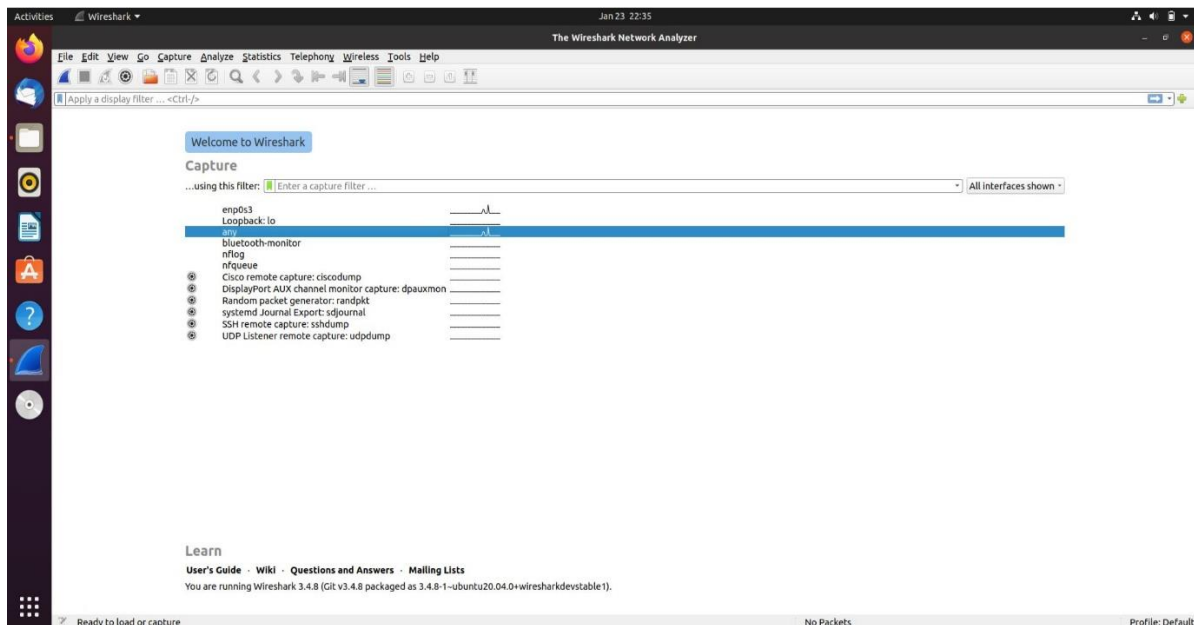 Activities Wireshark Jan 23 22:35
The Wireshark Network Analyzer
File Edit View Go Capture Analyze Statistics Telephony Wireless Tools Help
Apply a display filter ... <Ctrl-/>
Welcome to Wireshark
Capture
...using this filter: Enter a capture filter ... All interfaces shown
enp0s3
Loopback: lo
any
bluetooth-monitor
nflog
nfqueue
Cisco remote capture: ciscodump
DisplayPort AUX channel monitor capture: dpauxmon
Random packet generator: randpkt
systemd Journal Export: sdjournal
SSH remote capture: sshdump
UDP Listener remote capture: udpdump
Learn
User's Guide · Wiki · Questions and Answers · Mailing Lists
You are running Wireshark 3.4.8 (Git v3.4.8 packaged as 3.4.8-1~ubuntu20.04.0+wiresharkdevstable1).
Ready to load or capture No Packets Profile: Default